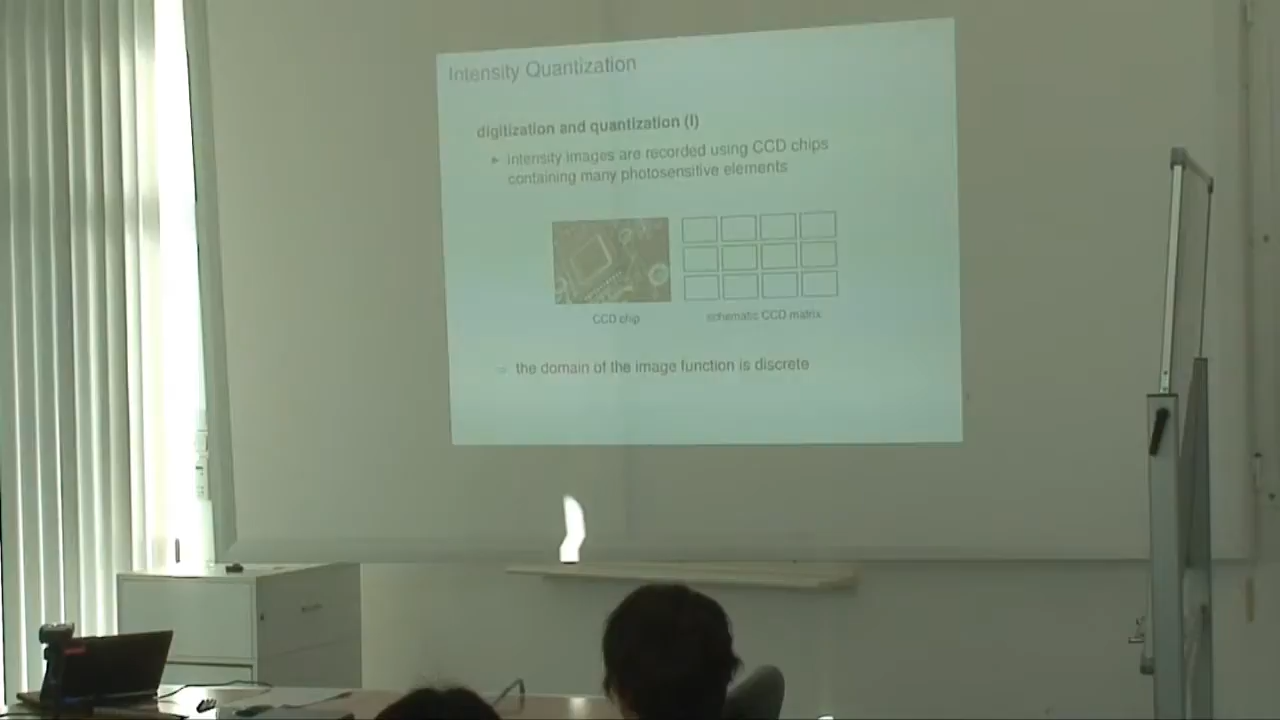 Intensity Quantization
digitization and quantization (I)
intensity images are recorded using CCD chips
containing many photosensitive elements
CCD chip
schematic CCD matrix
the domain of the image function is discrete